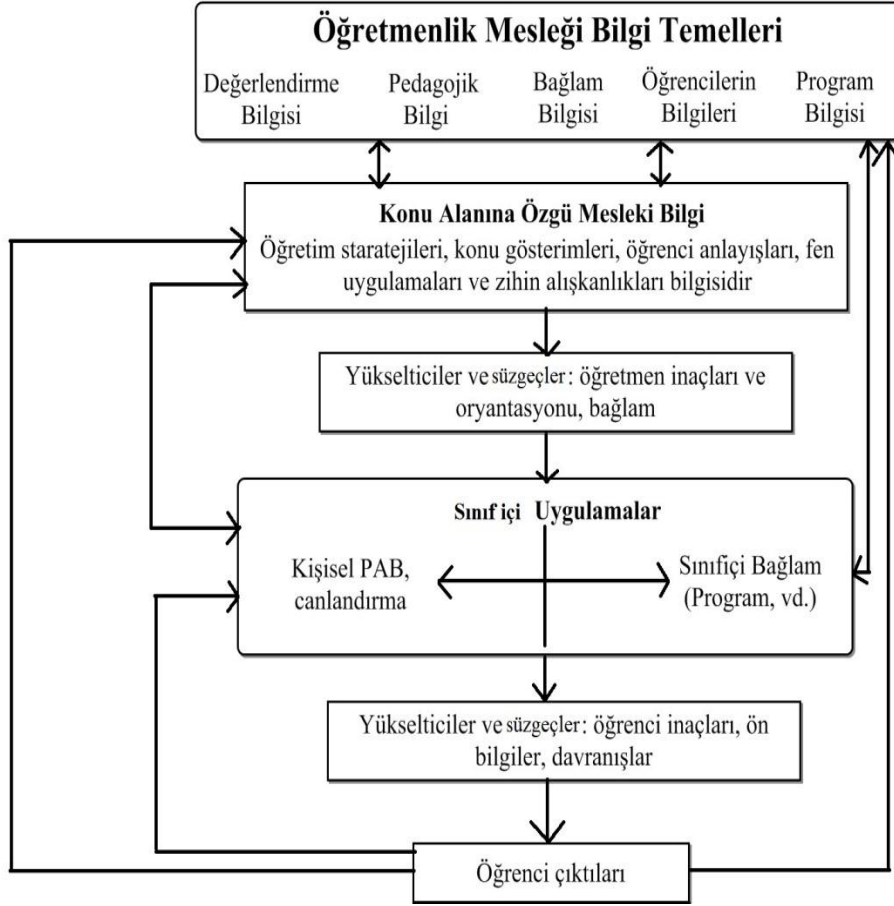 Öğretmenlik Mesleği Bilgi Temelleri
Değerlendirme Bilgisi
Pedagojik Bilgi
Bağlam Bilgisi
Öğrencilerin Bilgileri
Program Bilgisi
Konu Alanına Özgü Mesleki Bilgi
Öğretim staratejileri, konu gösterimleri, öğrenci anlayışları, fen
uygulamaları ve zihin alışkanlıkları bilgisidir
Yükselticiler ve süzgeçler: öğretmen inaçları ve
oryantasyonu, bağlam
Sınıf içi Uygulamalar
Kişisel PAB,
canlandırma
Sınıfiçi Bağlam
(Program, vd.)
Yükselticiler ve süzgeçler: öğrenci inaçları, ön
bilgiler, davranışlar
Öğrenci çıktıları